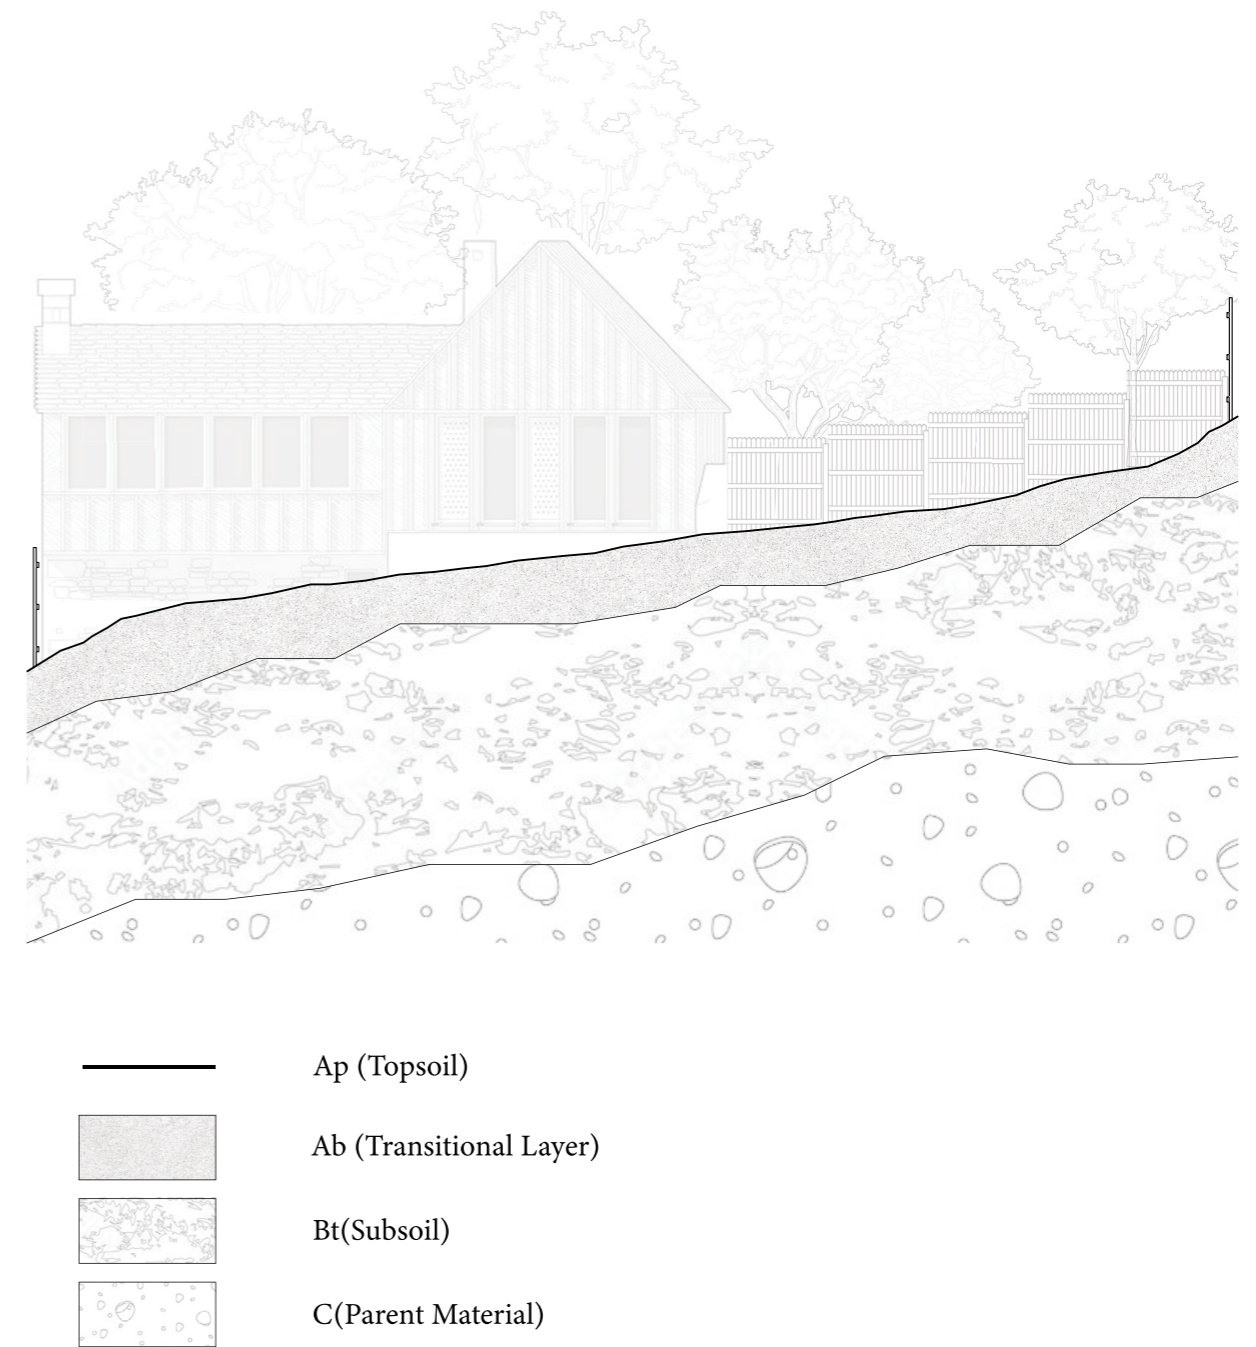 Ap (Topsoil)
Ab (Transitional Layer)
Bt(Subsoil)
C(Parent Material)